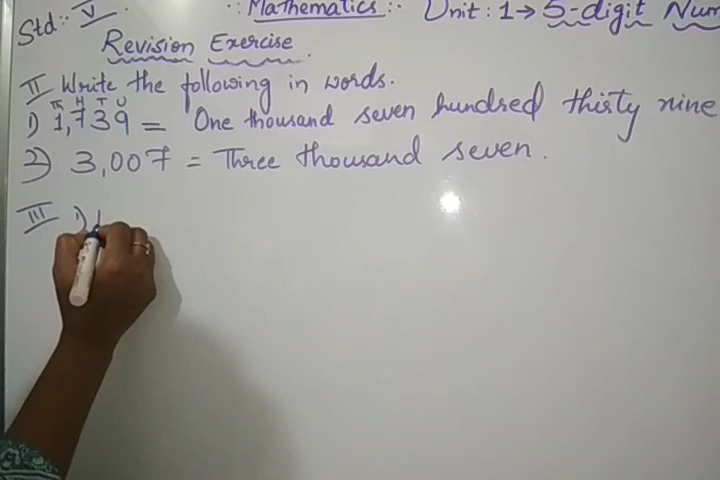 Std:- V. :. Mathematics :. Unit : 1 → 5-digit Num
Revision Exercise.
II Write the following in words.
Th H T U
1) 1,739 = One thousand seven hundred thirty nine
2) 3,007 = Three thousand seven.
III 1)